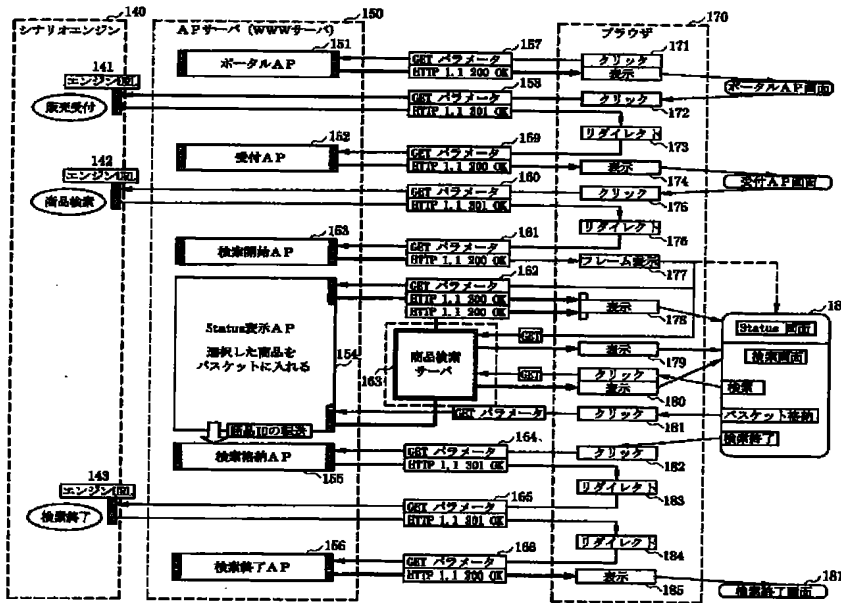 140
シナリオエンジン
150
APサーバ (WWWサーバ)
170
ブラウザ
151
ポータルAP
157
GET パラメータ
HTTP 1.1 200 OK
171
クリック
表示
ポータルAP画面
141
エンジンURL
販売受付
158
GET パラメータ
HTTP 1.1 301 OK
クリック
172
リダイレクト
173
152
受付AP
159
GET パラメータ
HTTP 1.1 200 OK
表示
174
受付AP画面
142
エンジンURL
商品検索
160
GET パラメータ
HTTP 1.1 301 OK
クリック
175
リダイレクト
176
153
検索開始AP
161
GET パラメータ
HTTP 1.1 200 OK
フレーム表示
177
162
GET パラメータ
HTTP 1.1 200 OK
HTTP 1.1 200 OK
表示
178
Status 画面
Status表示AP
選択した商品を
バスケットに入れる
154
163
商品検索
サーバ
GET
表示
179
検索画面
GET
クリック
表示
180
検索
GET パラメータ
クリック
181
バスケット格納
商品IDの転送
検索終了
検索格納AP
155
164
GET パラメータ
HTTP 1.1 301 OK
クリック
182
リダイレクト
183
143
エンジンURL
検索終了
165
GET パラメータ
HTTP 1.1 301 OK
リダイレクト
184
156
検索終了AP
166
GET パラメータ
HTTP 1.1 200 OK
表示
185
検索終了画面